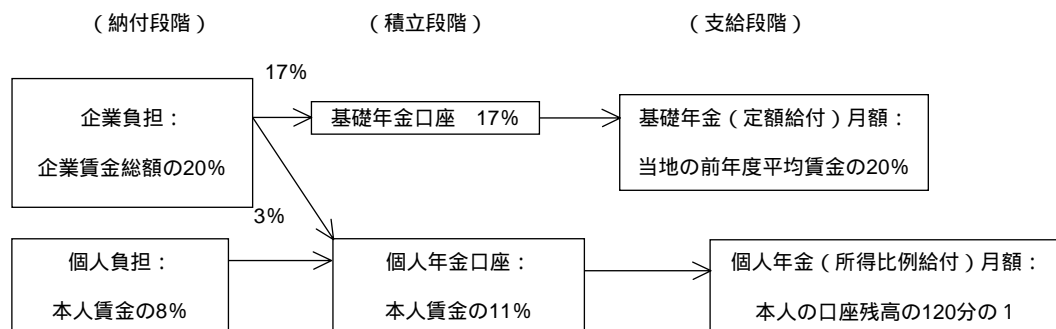 （納付段階） （積立段階） （支給段階）
17%
企業負担：
企業賃金総額の20%
基礎年金口座　17%
基礎年金（定額給付）月額：
当地の前年度平均賃金の20%
3%
個人負担：
本人賃金の8%
個人年金口座：
本人賃金の11%
個人年金（所得比例給付）月額：
本人の口座残高の120分の１